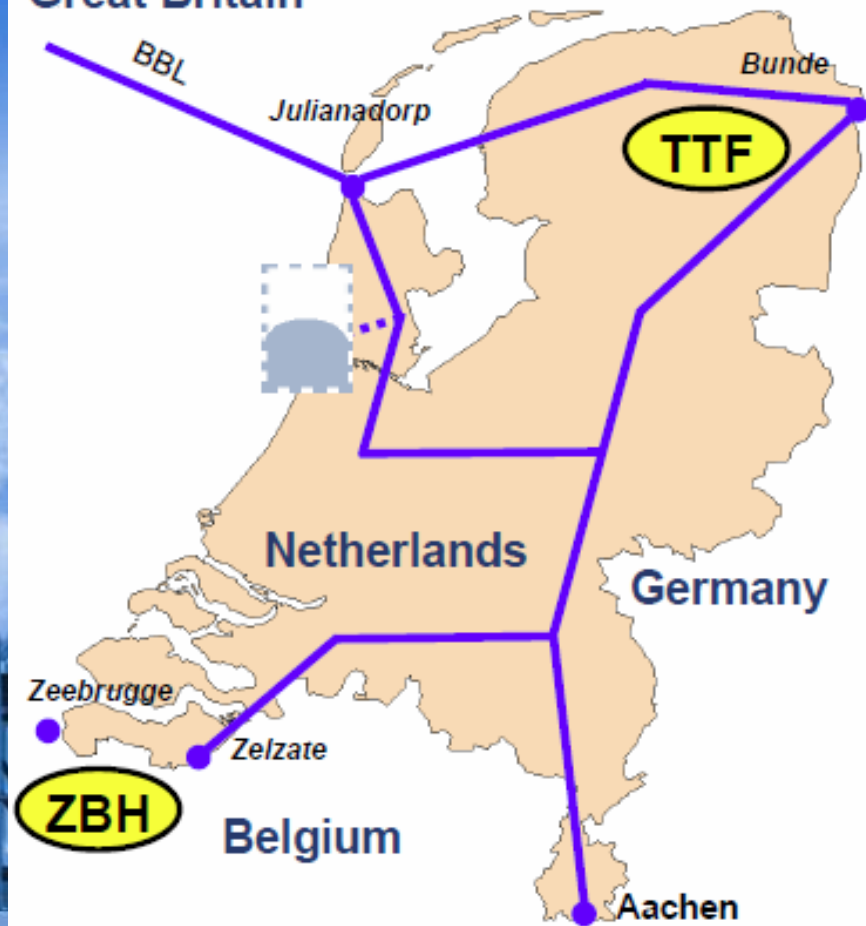 Great Britain
BBL
Bunde
Julianadorp
TTF
Netherlands
Germany
Zeebrugge
Zelzate
ZBH
Belgium
Aachen